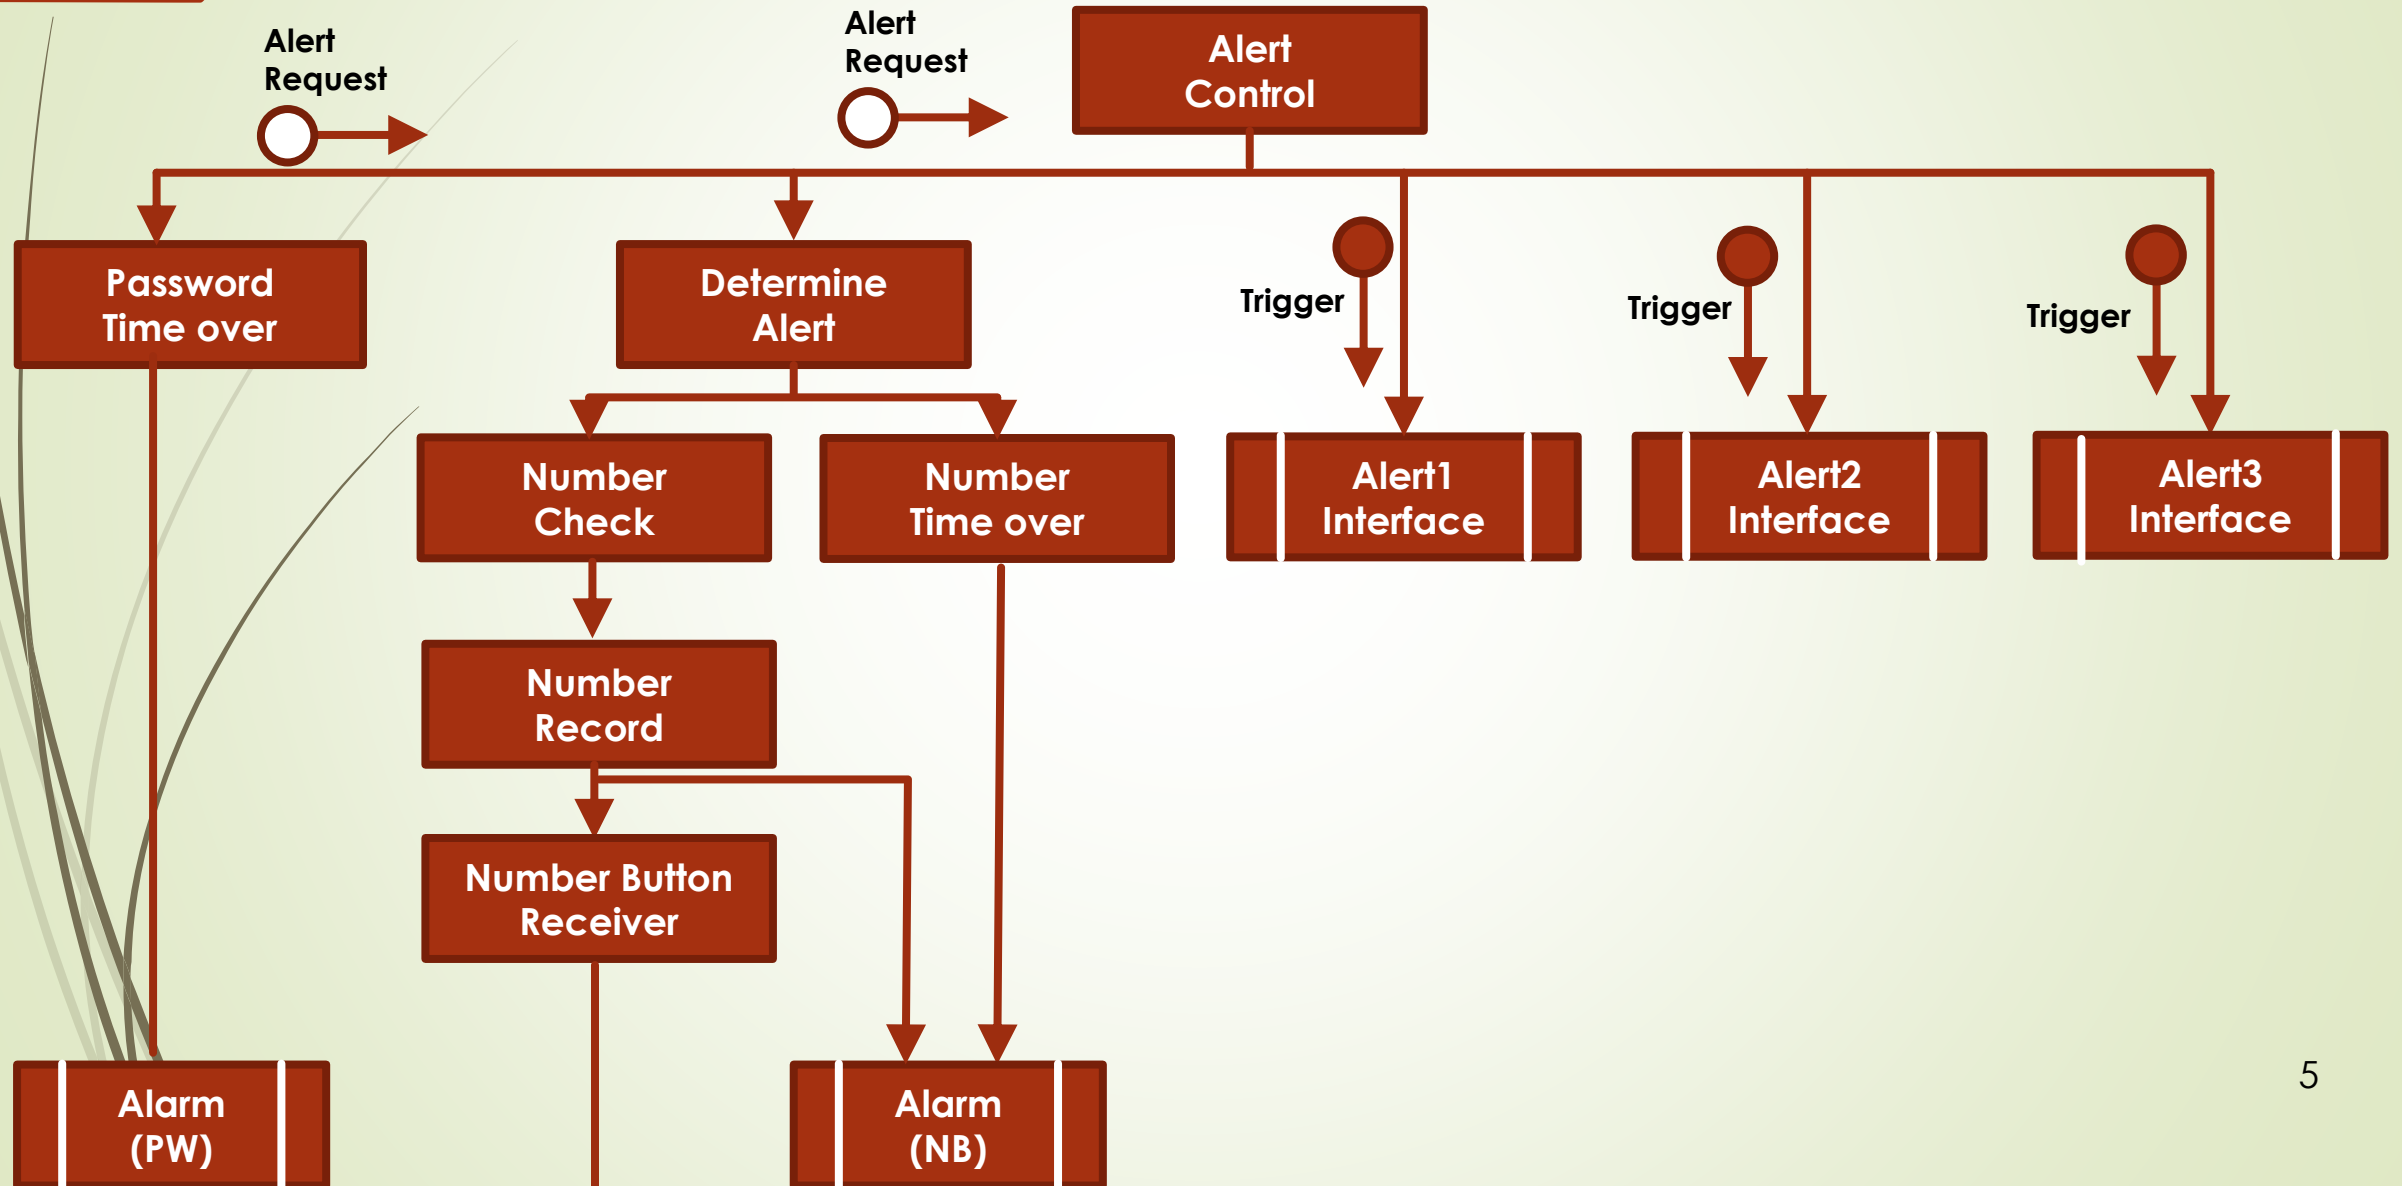 Alert
Request
Alert
Request
Alert
Control
Password
Time over
Determine
Alert
Trigger
Trigger
Trigger
Number
Check
Number
Time over
Alert1
Interface
Alert2
Interface
Alert3
Interface
Number
Record
Number Button
Receiver
Alarm
(PW)
Alarm
(NB)
5